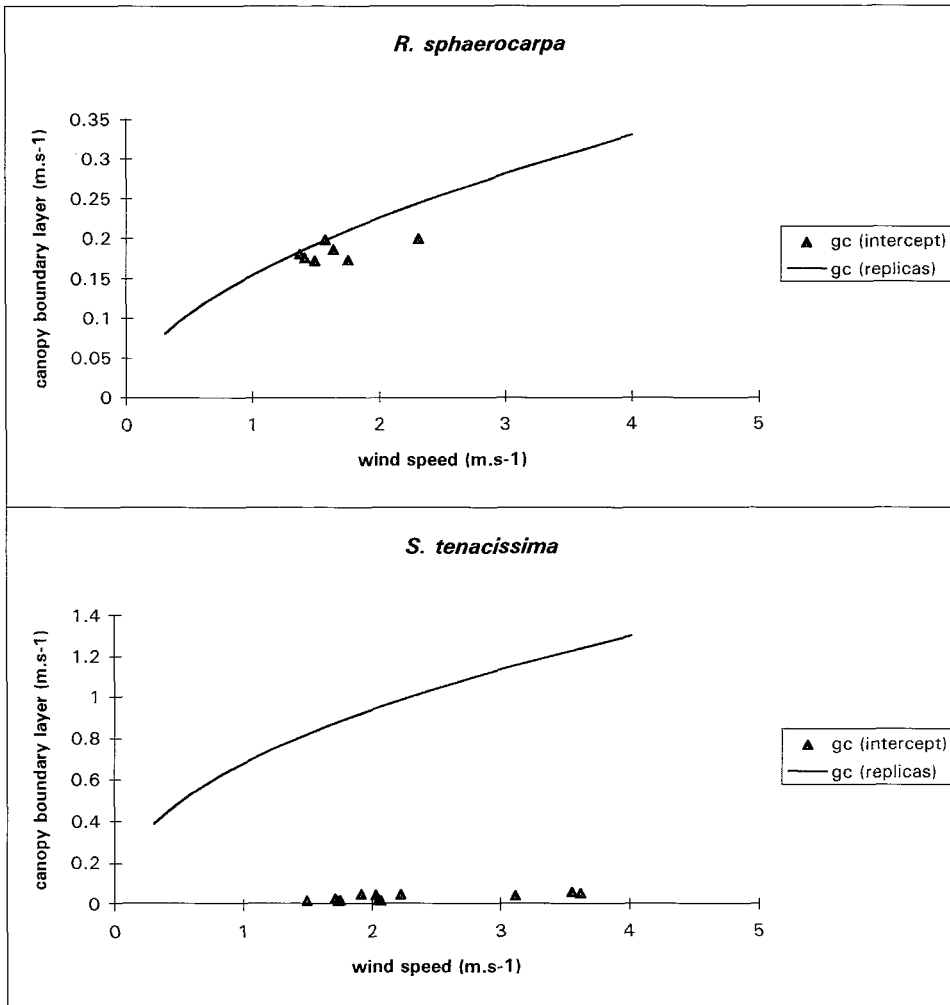 R. sphaerocarpa
canopy boundary layer (m.s-1)
0.35
0.3
0.25
0.2
0.15
0.1
0.05
0
0 1 2 3 4 5
wind speed (m.s-1)
gc (intercept)
gc (replicas)
S. tenacissima
canopy boundary layer (m.s-1)
1.4
1.2
1
0.8
0.6
0.4
0.2
0
0 1 2 3 4 5
wind speed (m.s-1)
gc (intercept)
gc (replicas)